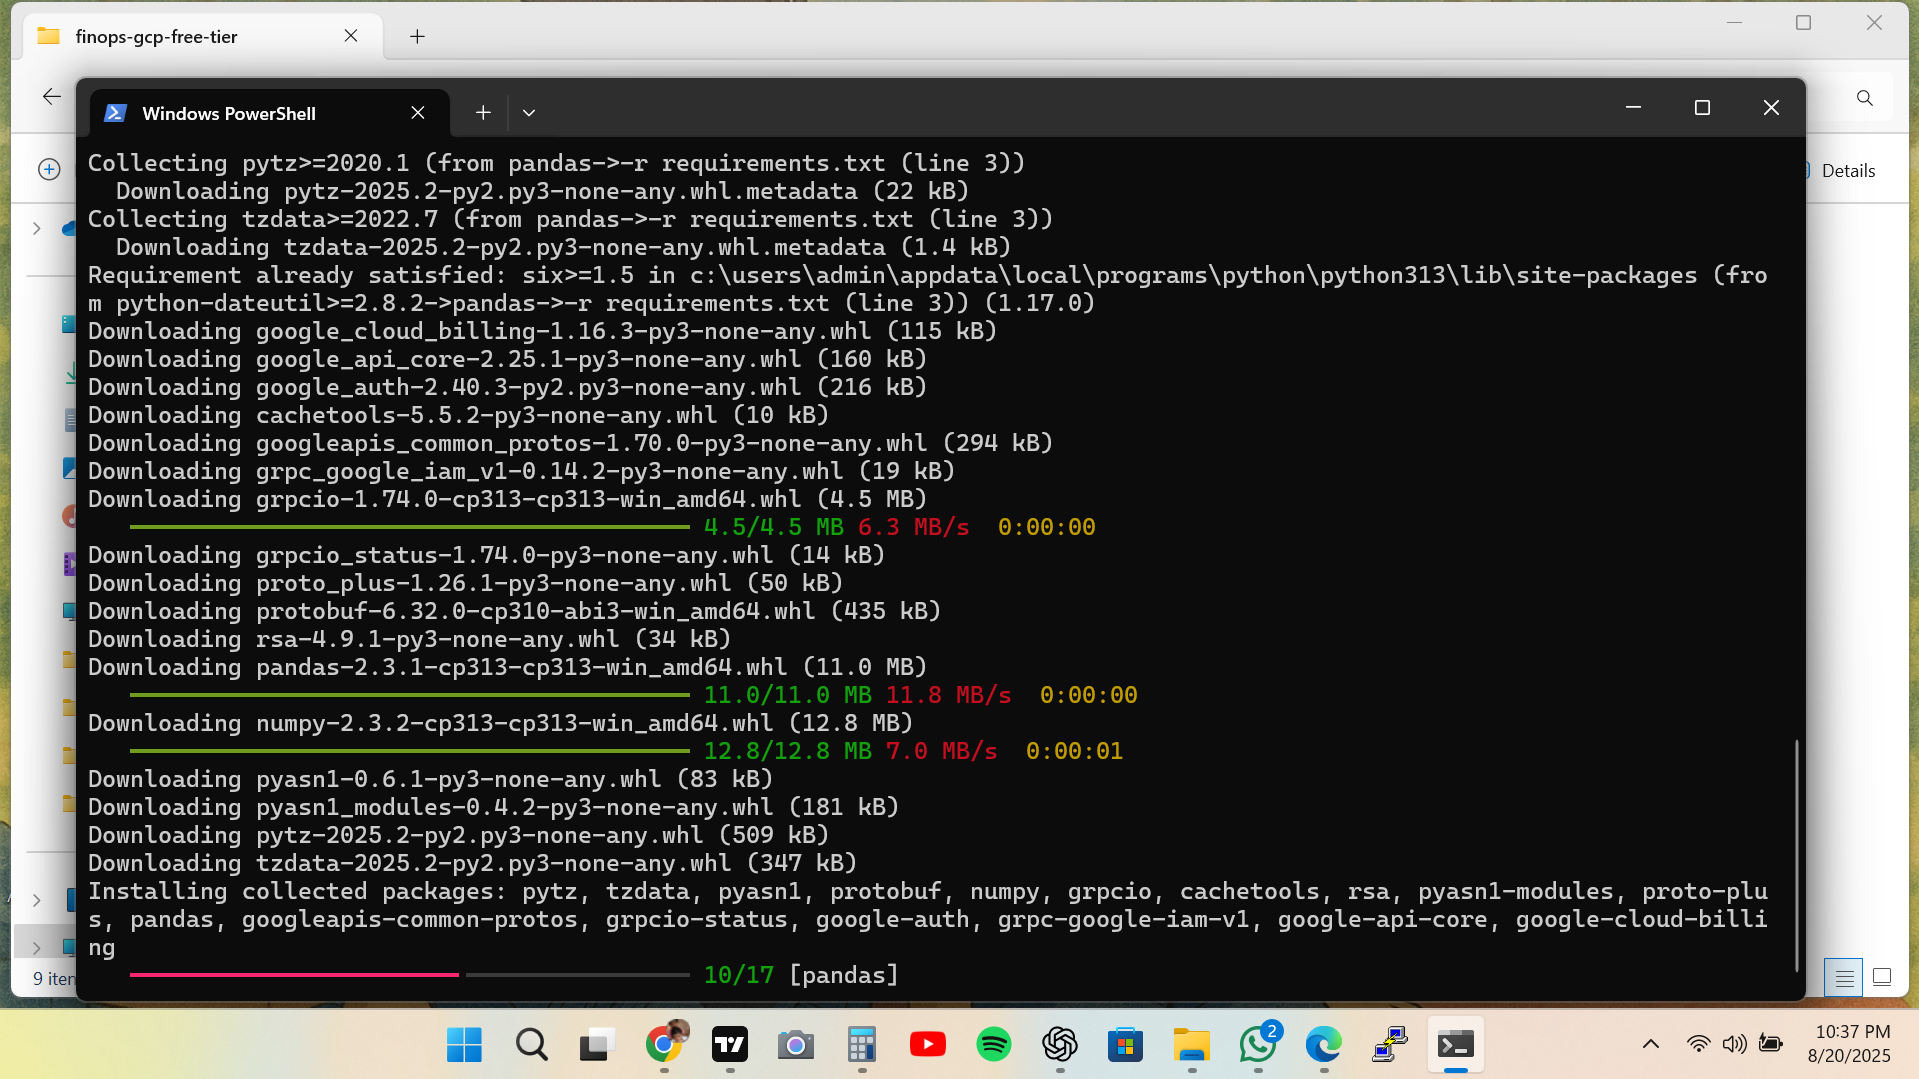 finops-gcp-free-tier
Windows PowerShell
Details
Collecting pytz>=2020.1 (from pandas->-r requirements.txt (line 3))
  Downloading pytz-2025.2-py2.py3-none-any.whl.metadata (22 kB)
Collecting tzdata>=2022.7 (from pandas->-r requirements.txt (line 3))
  Downloading tzdata-2025.2-py2.py3-none-any.whl.metadata (1.4 kB)
Requirement already satisfied: six>=1.5 in c:\users\admin\appdata\local\programs\python\python313\lib\site-packages (fro
m python-dateutil>=2.8.2->pandas->-r requirements.txt (line 3)) (1.17.0)
Downloading google_cloud_billing-1.16.3-py3-none-any.whl (115 kB)
Downloading google_api_core-2.25.1-py3-none-any.whl (160 kB)
Downloading google_auth-2.40.3-py2.py3-none-any.whl (216 kB)
Downloading cachetools-5.5.2-py3-none-any.whl (10 kB)
Downloading googleapis_common_protos-1.70.0-py3-none-any.whl (294 kB)
Downloading grpc_google_iam_v1-0.14.2-py3-none-any.whl (19 kB)
Downloading grpcio-1.74.0-cp313-cp313-win_amd64.whl (4.5 MB)
4.5/4.5 MB 6.3 MB/s  0:00:00
Downloading grpcio_status-1.74.0-py3-none-any.whl (14 kB)
Downloading proto_plus-1.26.1-py3-none-any.whl (50 kB)
Downloading protobuf-6.32.0-cp310-abi3-win_amd64.whl (435 kB)
Downloading rsa-4.9.1-py3-none-any.whl (34 kB)
Downloading pandas-2.3.1-cp313-cp313-win_amd64.whl (11.0 MB)
11.0/11.0 MB 11.8 MB/s  0:00:00
Downloading numpy-2.3.2-cp313-cp313-win_amd64.whl (12.8 MB)
12.8/12.8 MB 7.0 MB/s  0:00:01
Downloading pyasn1-0.6.1-py3-none-any.whl (83 kB)
Downloading pyasn1_modules-0.4.2-py3-none-any.whl (181 kB)
Downloading pytz-2025.2-py2.py3-none-any.whl (509 kB)
Downloading tzdata-2025.2-py2.py3-none-any.whl (347 kB)
Installing collected packages: pytz, tzdata, pyasn1, protobuf, numpy, grpcio, cachetools, rsa, pyasn1-modules, proto-plu
s, pandas, googleapis-common-protos, grpcio-status, google-auth, grpc-google-iam-v1, google-api-core, google-cloud-billi
ng
10/17 [pandas]
9 iten
2
10:37 PM
8/20/2025